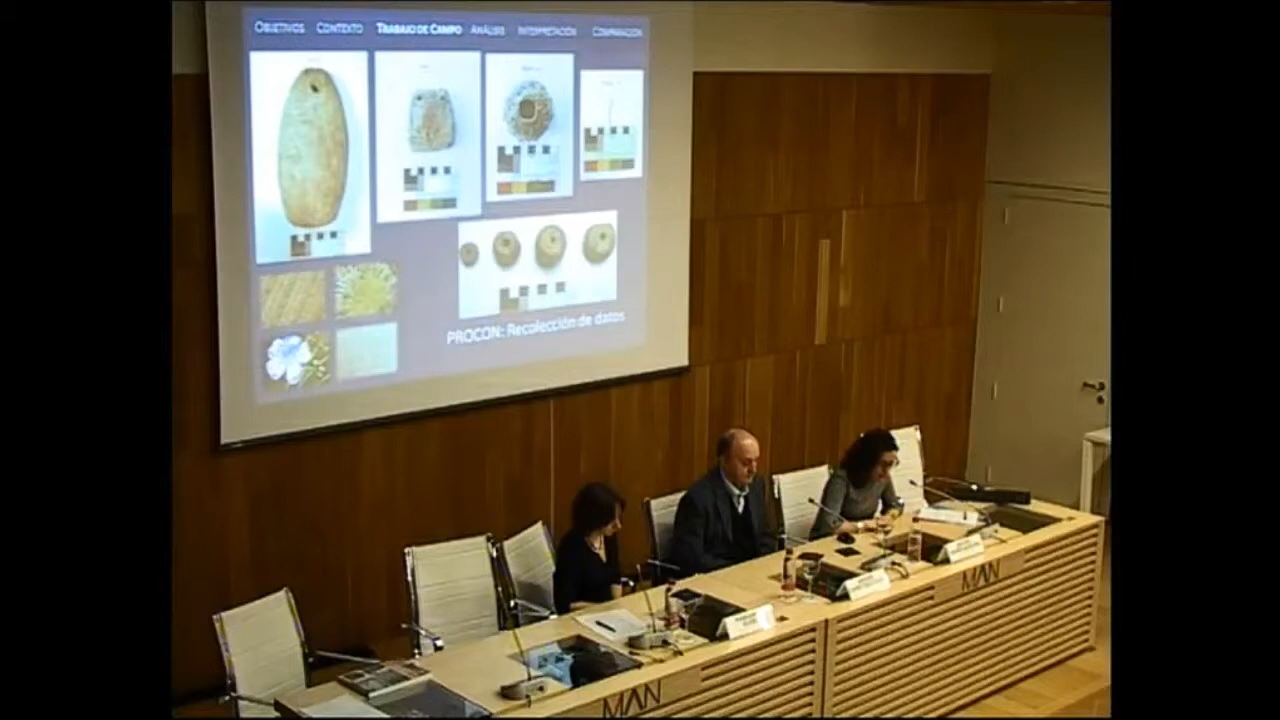 OBJETIVOS CONTEXTO TRABAJO DE CAMPO ANÁLISIS INTERPRETACIÓN COMPARACIÓN
PROCON: Recolección de datos
MAN
MAN